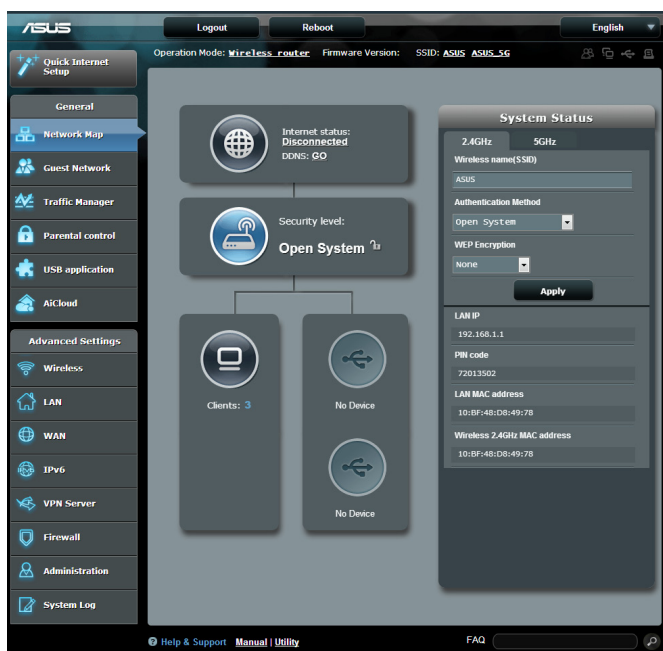 ASUS
Logout
Reboot
English
Operation Mode: Wireless router Firmware Version: SSID: ASUS ASUS_5G
Quick Internet
Setup
General
Network Map
Guest Network
Traffic Manager
Parental control
USB application
AiCloud
Advanced Settings
Wireless
LAN
WAN
IPv6
VPN Server
Firewall
Administration
System Log
Internet status:
Disconnected
DDNS: GO
Security level:
Open System
Clients: 3
No Device
No Device
System Status
2.4GHz
5GHz
Wireless name(SSID)
ASUS
Authentication Method
Open System
WEP Encryption
None
Apply
LAN IP
192.168.1.1
PIN code
72013502
LAN MAC address
10:BF:48:D8:49:78
Wireless 2.4GHz MAC address
10:BF:48:D8:49:78
Help & Support Manual | Utility
FAQ